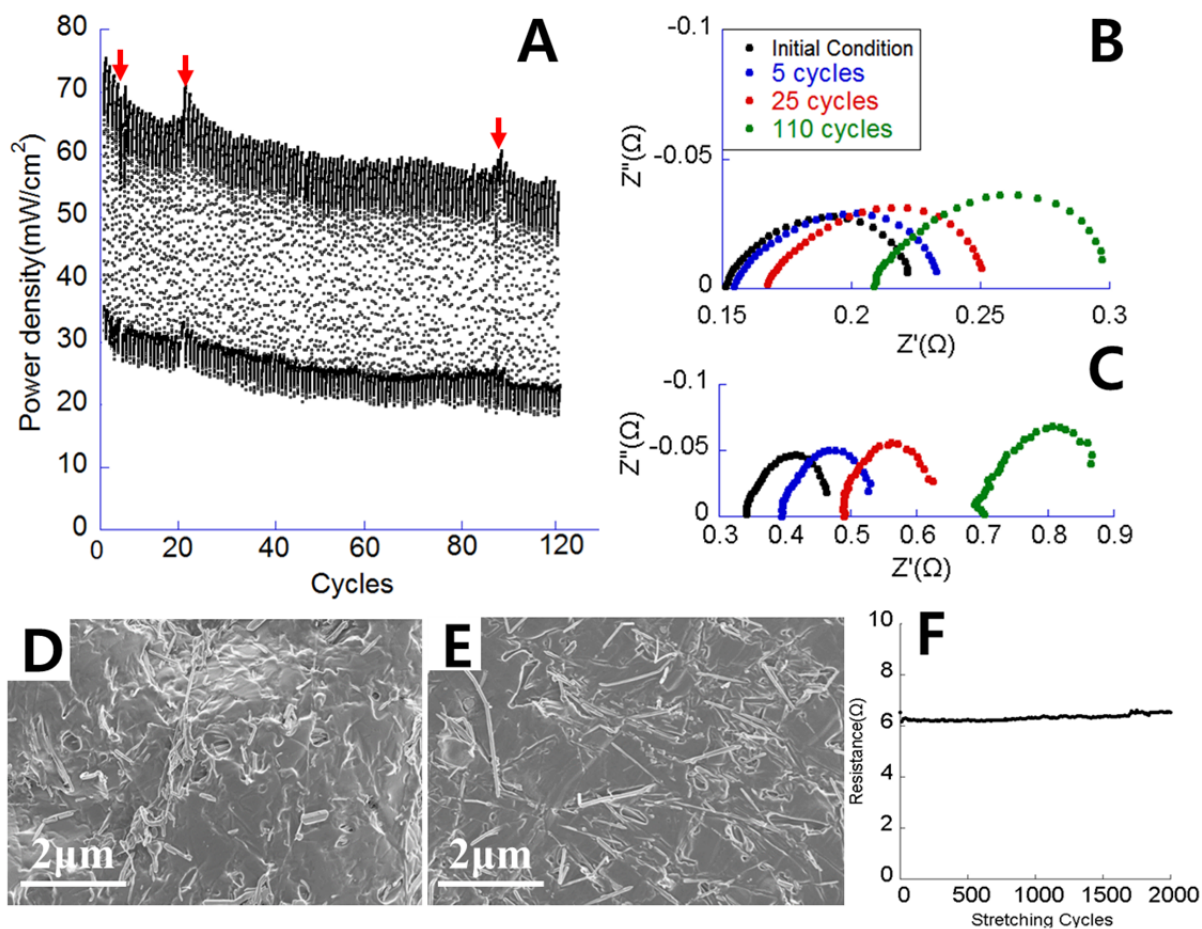 A
80
70
60
50
40
30
20
10
0
Power density(mW/cm²)
0
20
40
60
80
100
120
Cycles
B
Initial Condition
5 cycles
25 cycles
110 cycles
-0.1
-0.05
0
Z"(Ω)
0.15
0.2
0.25
0.3
Z'(Ω)
C
-0.1
-0.05
0
Z"(Ω)
0.3
0.4
0.5
0.6
0.7
0.8
0.9
Z'(Ω)
D
2μm
E
2μm
F
10
8
6
4
2
0
Resistance(Ω)
0
500
1000
1500
2000
Stretching Cycles